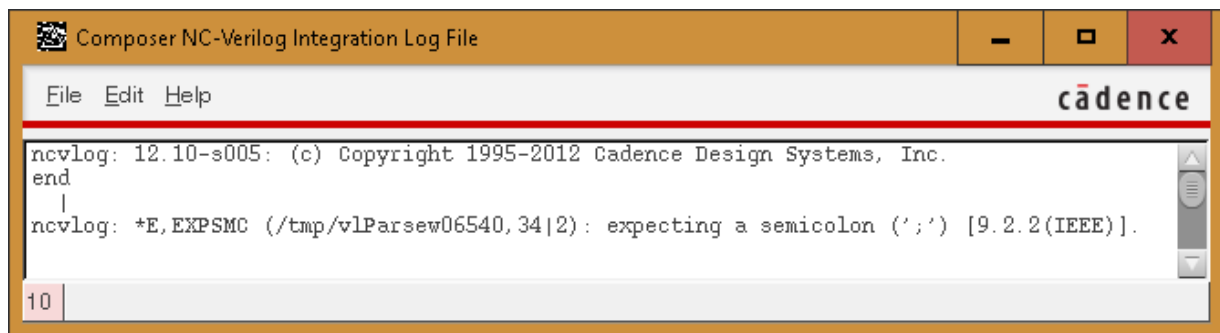 Composer NC-Verilog Integration Log File
File Edit Help
cādence
ncvlog: 12.10-s005: (c) Copyright 1995-2012 Cadence Design Systems, Inc.
end
|
ncvlog: *E,EXPSMC (/tmp/vlParsew06540,34|2): expecting a semicolon (';') [9.2.2(IEEE)].
10